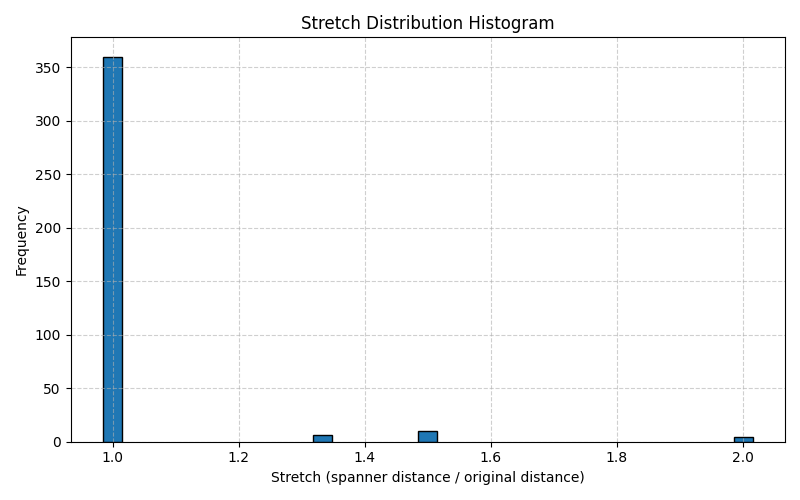 Stretch Distribution Histogram
Frequency
350
300
250
200
150
100
50
0
1.0 1.2 1.4 1.6 1.8 2.0
Stretch (spanner distance / original distance)